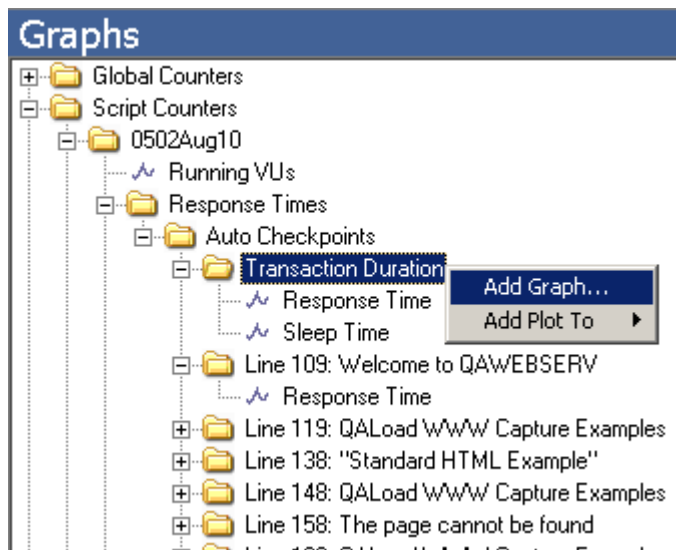 Graphs
Global Counters
Script Counters
0502Aug10
Running VUs
Response Times
Auto Checkpoints
Transaction Duration
Add Graph...
Add Plot To
Response Time
Sleep Time
Line 109: Welcome to QAWEBSERV
Response Time
Line 119: QALoad WWW Capture Examples
Line 138: "Standard HTML Example"
Line 148: QALoad WWW Capture Examples
Line 158: The page cannot be found